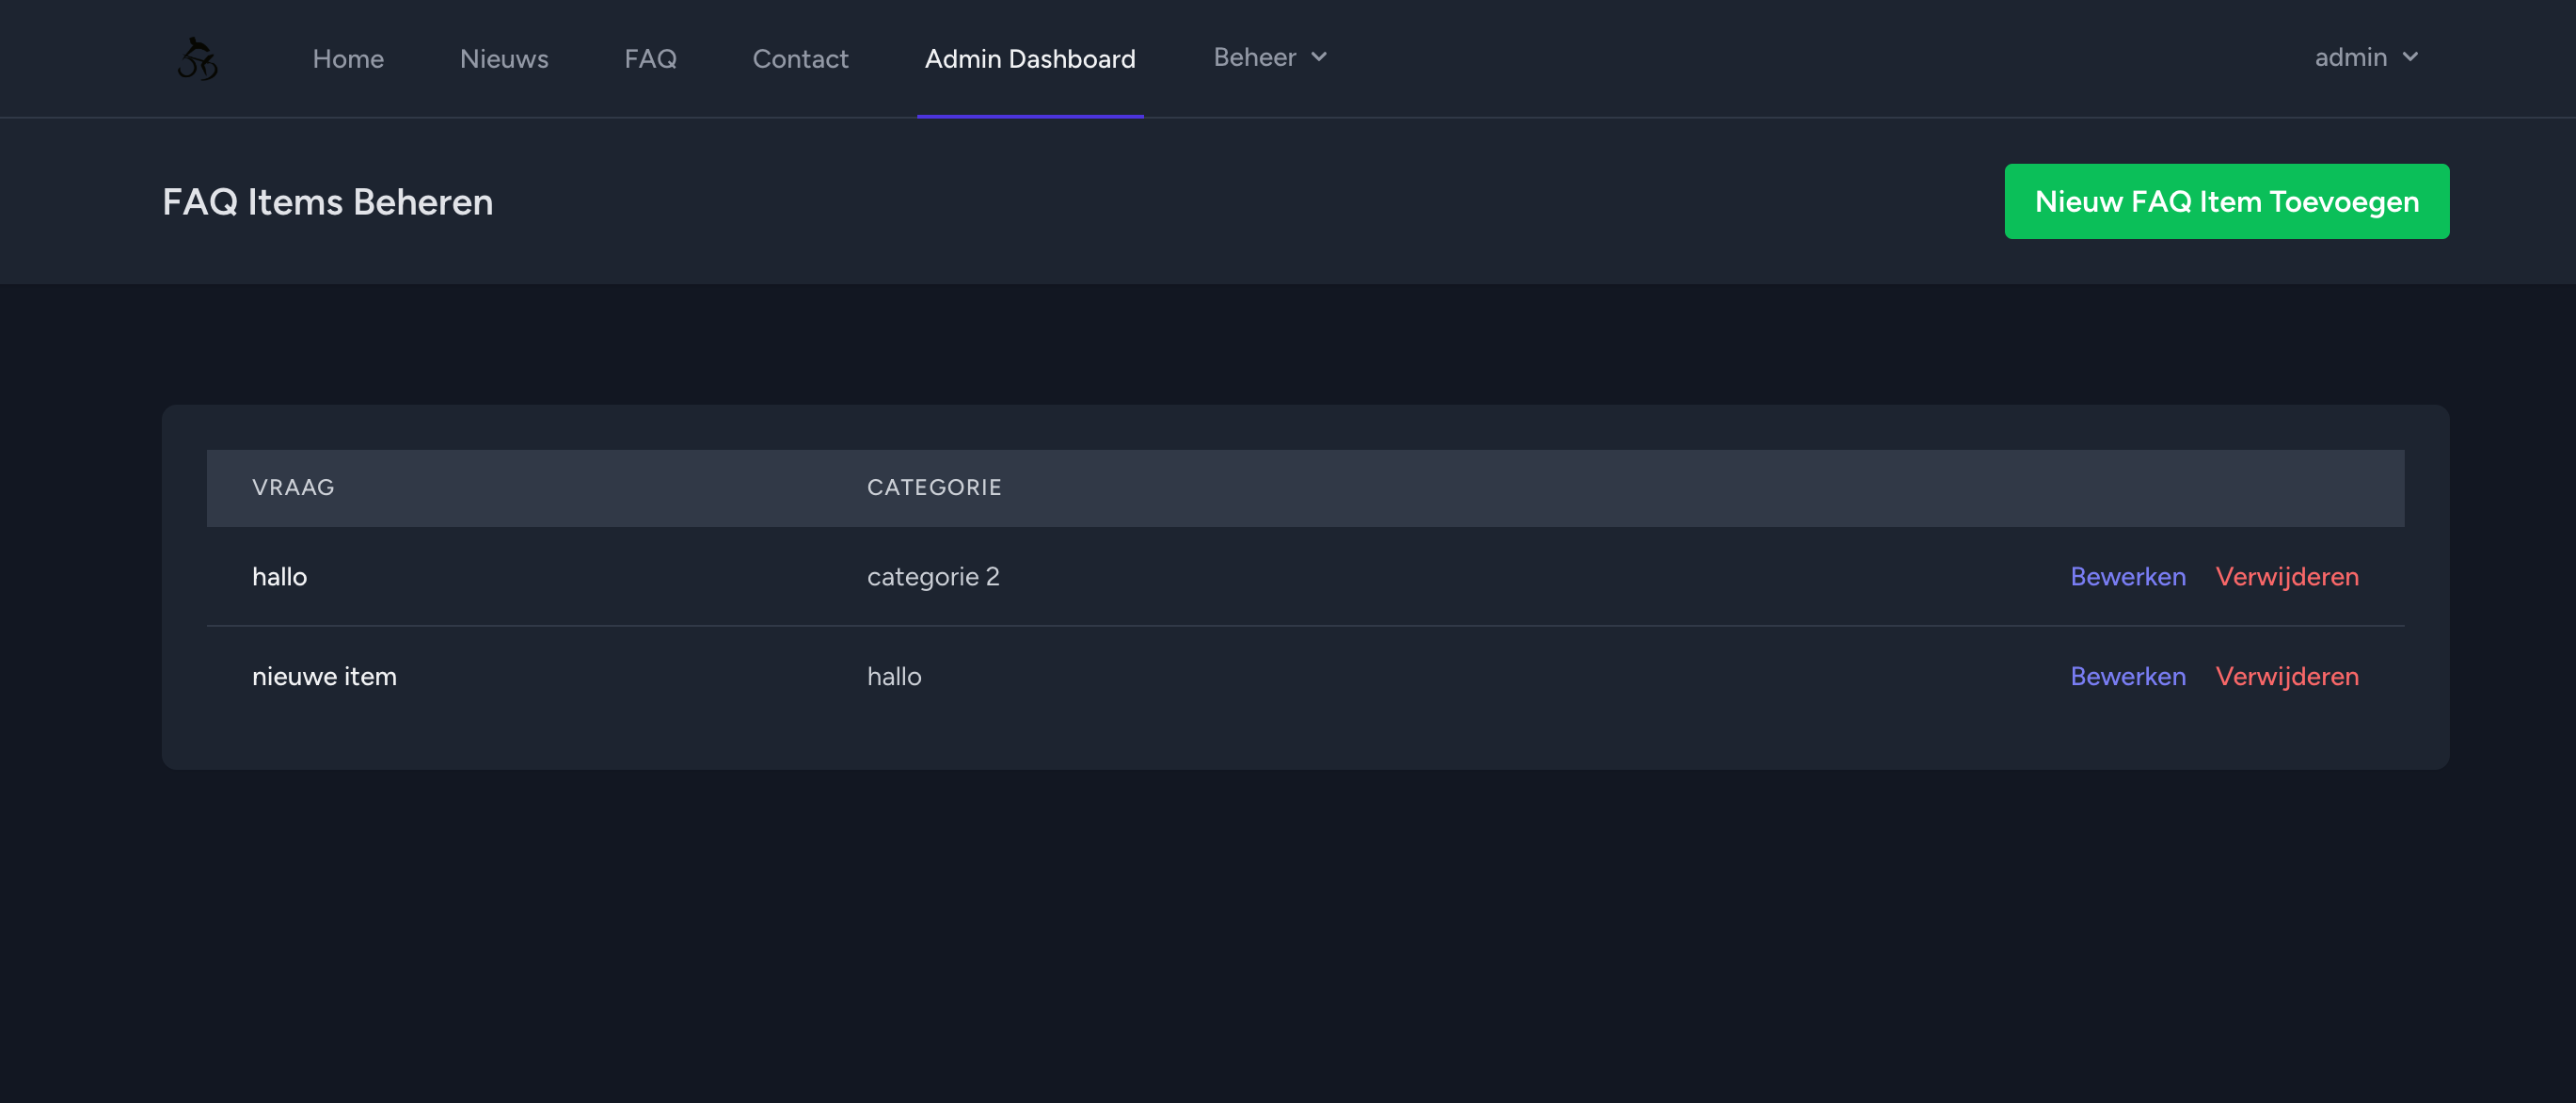 Home Nieuws FAQ Contact Admin Dashboard Beheer admin
FAQ Items Beheren Nieuw FAQ Item Toevoegen
VRAAG CATEGORIE
hallo categorie 2 Bewerken Verwijderen
nieuwe item hallo Bewerken Verwijderen